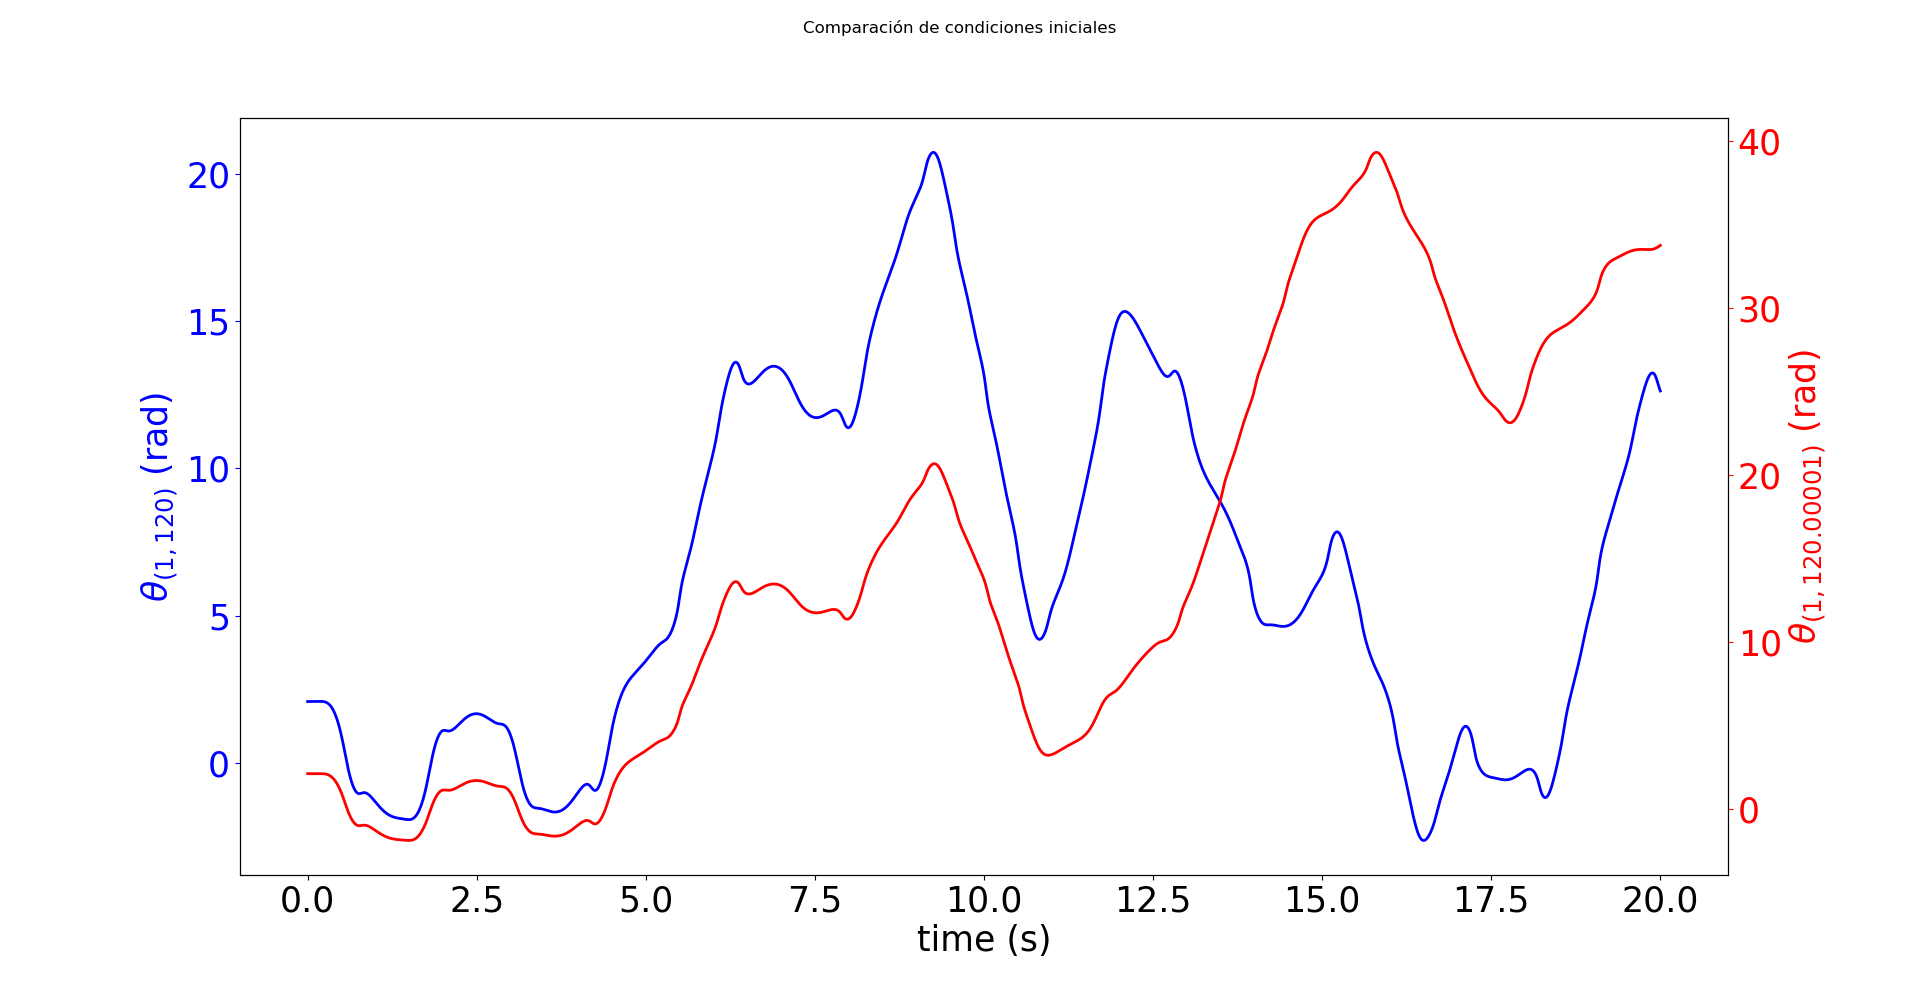 Comparación de condiciones iniciales
20
15
10
5
0
θ(1,120) (rad)
40
30
20
10
0
θ(1,120.00001) (rad)
0.0 2.5 5.0 7.5 10.0 12.5 15.0 17.5 20.0
time (s)